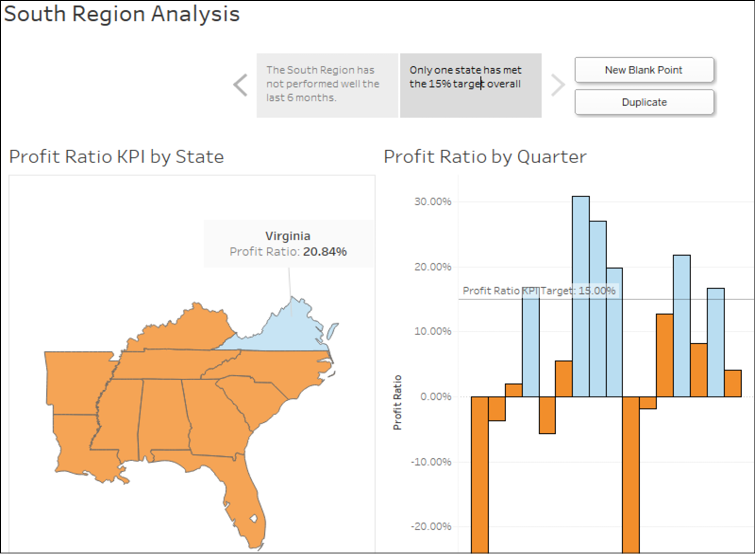 South Region Analysis
The South Region has
not performed well the
last 6 months.
Only one state has met
the 15% target overall
New Blank Point
Duplicate
Profit Ratio KPI by State
Virginia
Profit Ratio: 20.84%
Profit Ratio by Quarter
30.00%
20.00%
Profit Ratio KPI Target: 15.00%
10.00%
0.00%
-10.00%
-20.00%
Profit Ratio